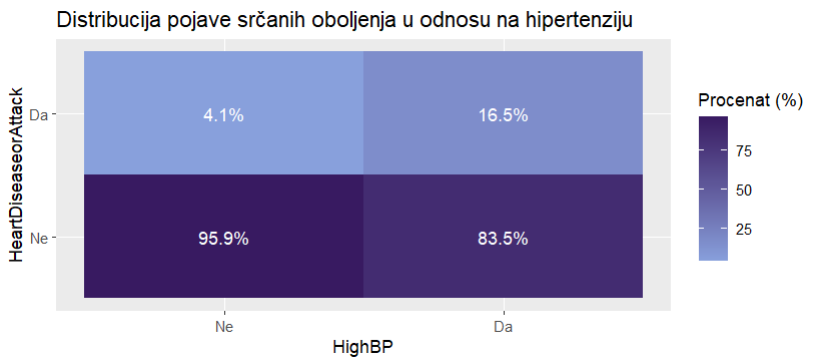 Distribucija pojave srčanih oboljenja u odnosu na hipertenziju
HeartDiseaseorAttack
Da
4.1%
16.5%
Ne
95.9%
83.5%
Ne
Da
HighBP
Procenat (%)
75
50
25